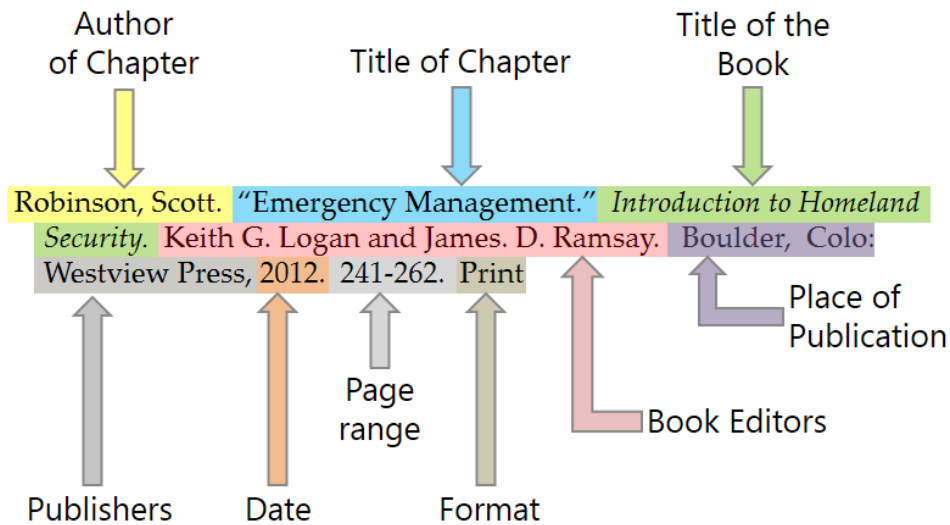 Author
of Chapter
Title of Chapter
Title of the
Book
Robinson, Scott. “Emergency Management.” Introduction to Homeland
Security. Keith G. Logan and James. D. Ramsay. Boulder, Colo:
Westview Press, 2012. 241-262. Print
Place of
Publication
Page
range
Book Editors
Publishers
Date
Format